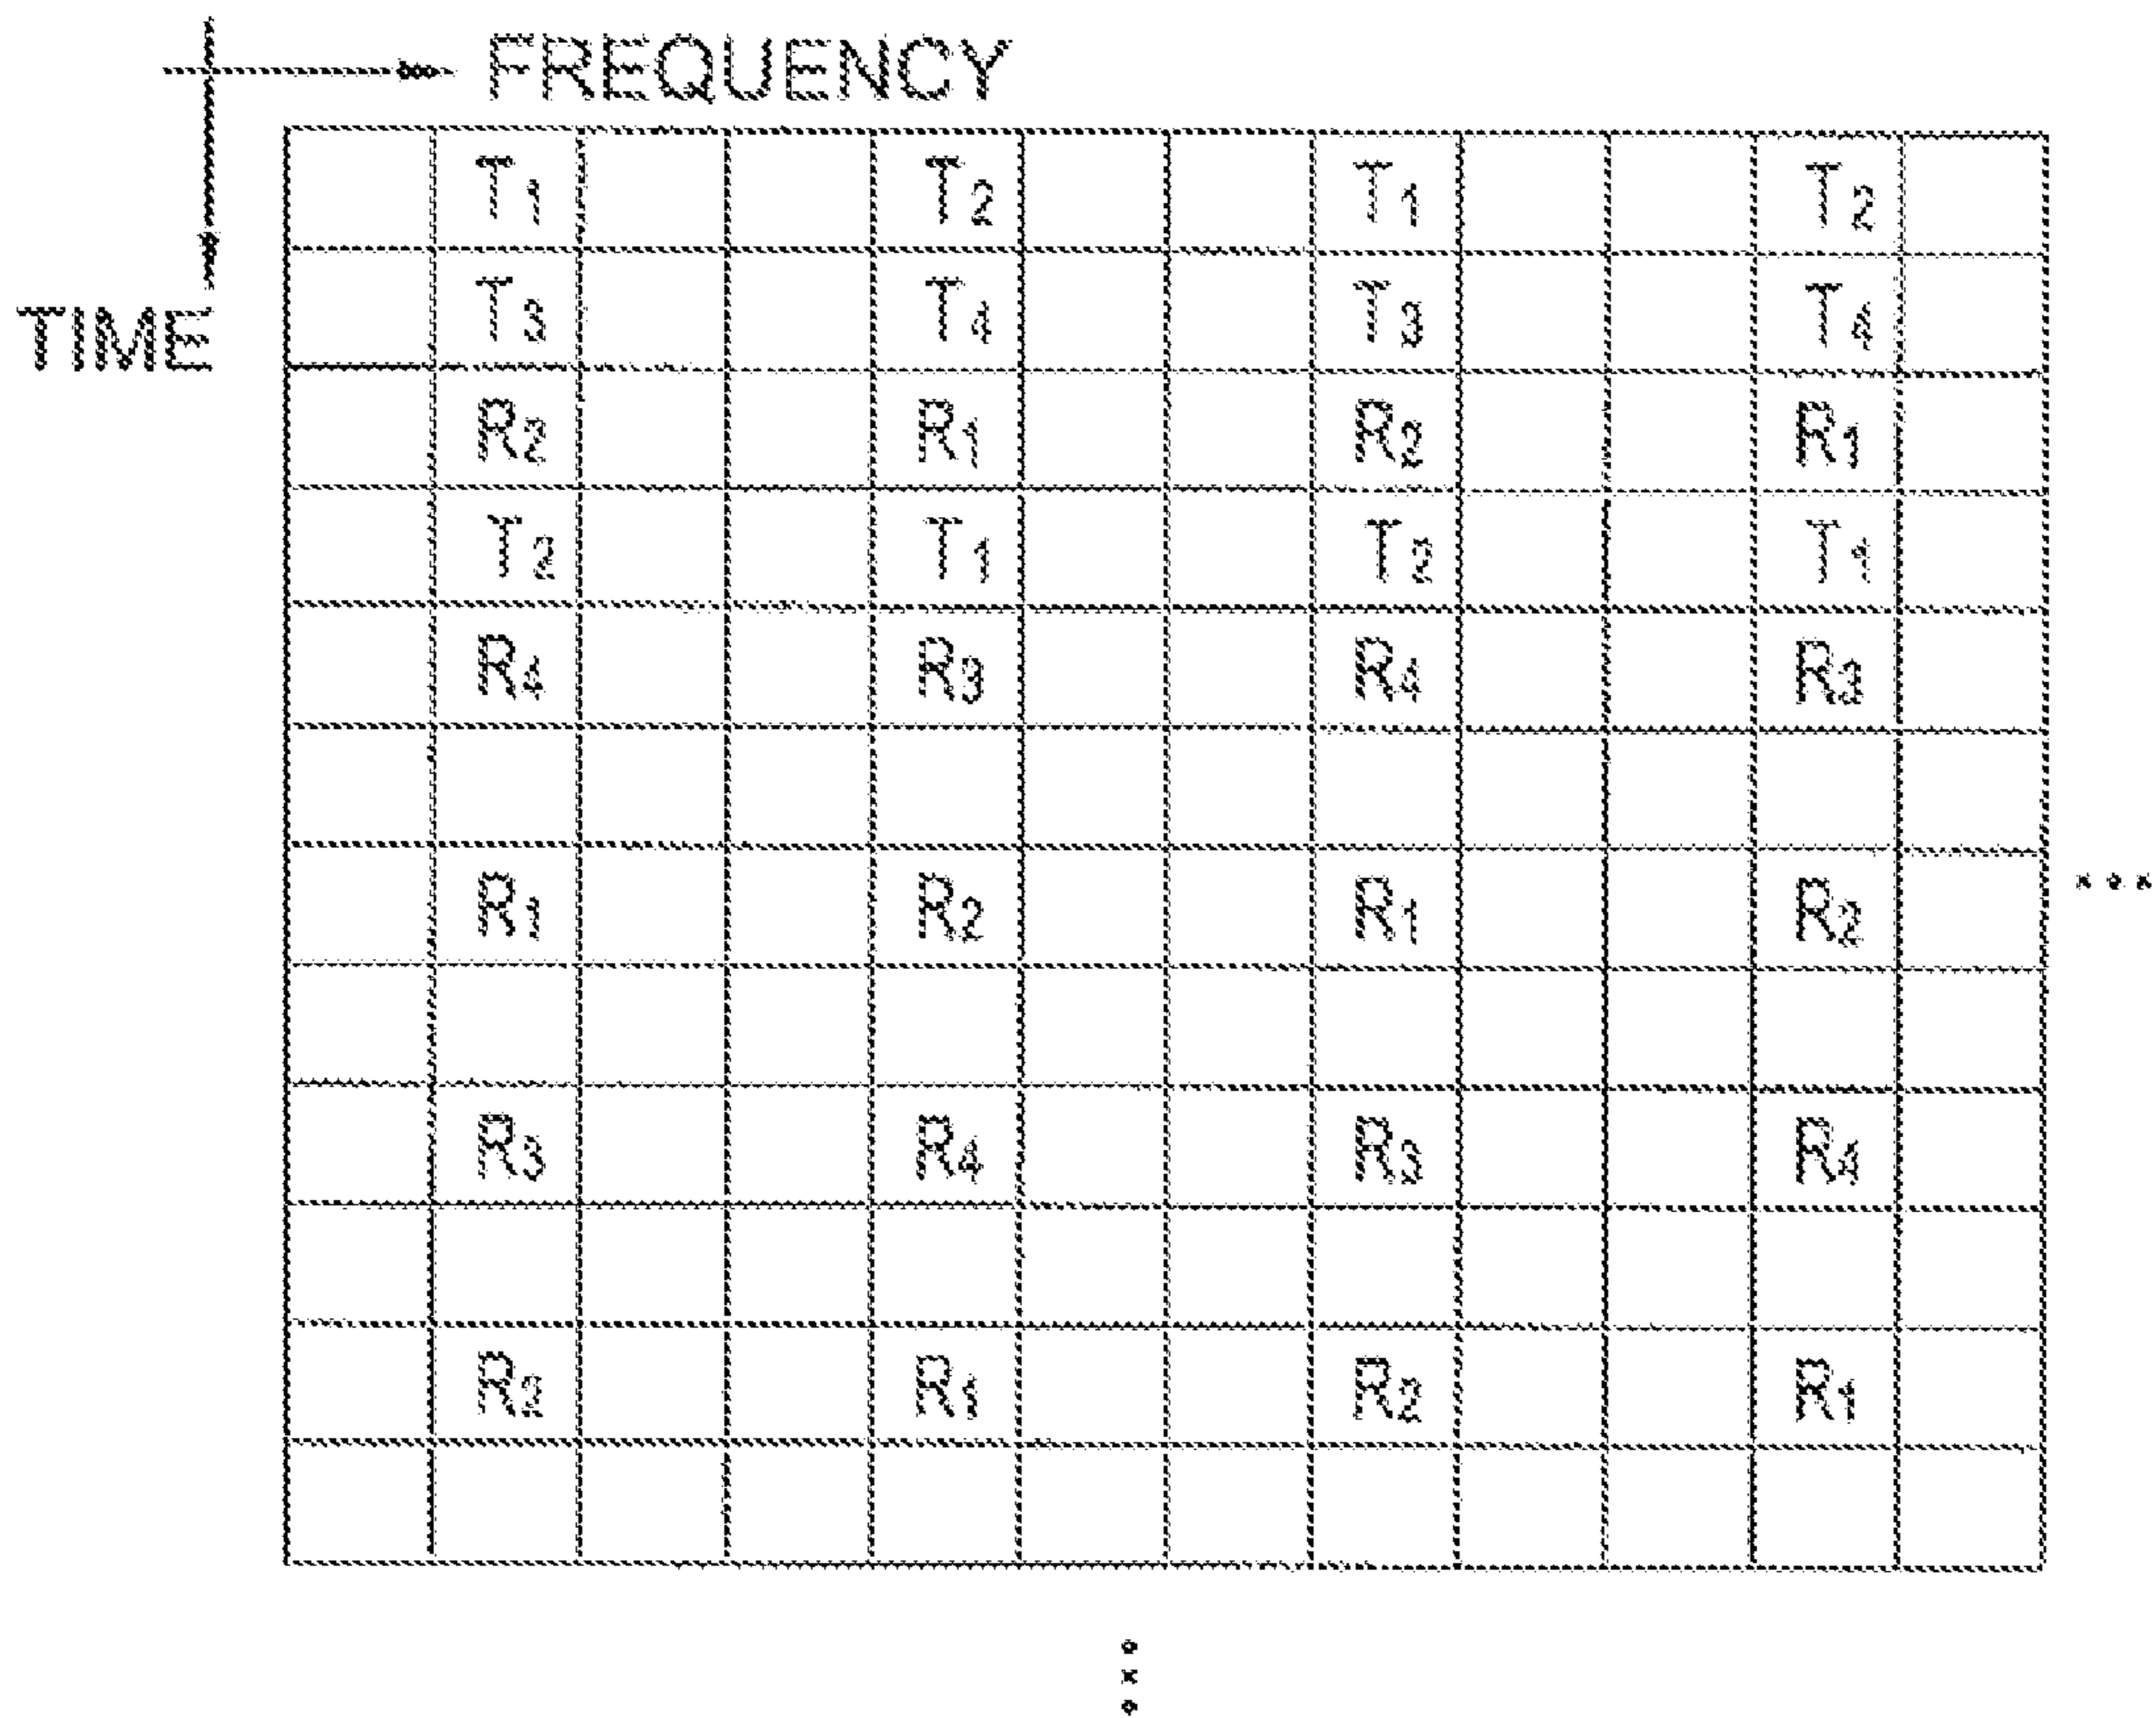 FREQUENCY
TIME
T1 T2 T1 T2
T3 T4 T3 T4
R2 R1 R2 R1
T2 T1 T2 T1
R4 R3 R4 R3
R1 R2 R1 R2
...
R3 R4 R3 R4
R2 R1 R2 R1